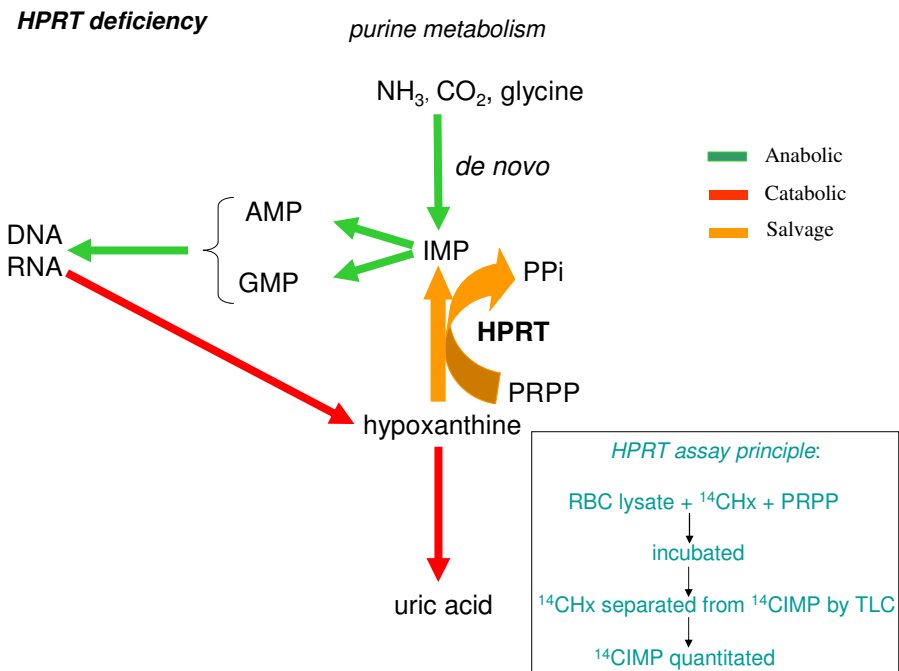 HPRT deficiency
purine metabolism
NH₃, CO₂, glycine
de novo
Anabolic
Catabolic
Salvage
AMP
GMP
DNA
RNA
IMP
PPi
HPRT
PRPP
hypoxanthine
uric acid
HPRT assay principle:
RBC lysate + ¹⁴CHx + PRPP
incubated
¹⁴CHx separated from ¹⁴CIMP by TLC
¹⁴CIMP quantitated